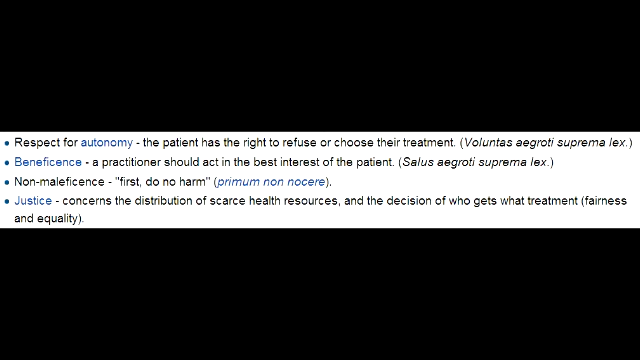 • Respect for autonomy - the patient has the right to refuse or choose their treatment. (Voluntas aegroti suprema lex.)
• Beneficence - a practitioner should act in the best interest of the patient. (Salus aegroti suprema lex.)
• Non-maleficence - "first, do no harm" (primum non nocere).
• Justice - concerns the distribution of scarce health resources, and the decision of who gets what treatment (fairness
and equality).